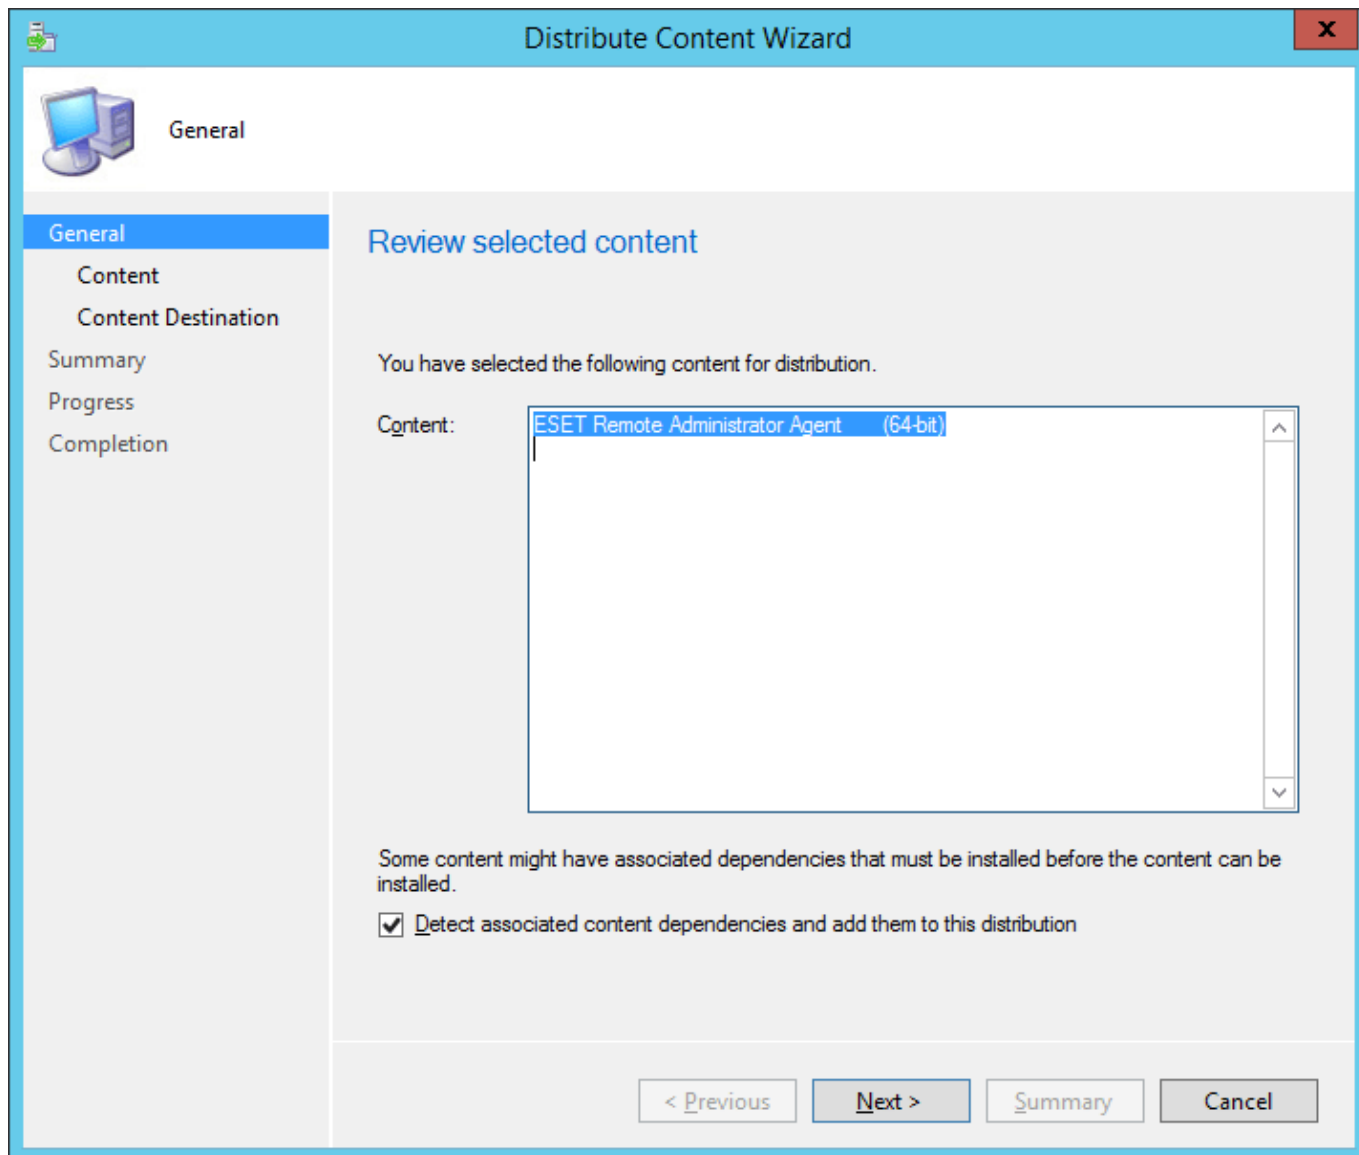 Distribute Content Wizard
x
General
General
Content
Content Destination
Summary
Progress
Completion
Review selected content
You have selected the following content for distribution.
Content:
ESET Remote Administrator Agent (64-bit)
Some content might have associated dependencies that must be installed before the content can be
installed.
Detect associated content dependencies and add them to this distribution
< Previous
Next >
Summary
Cancel